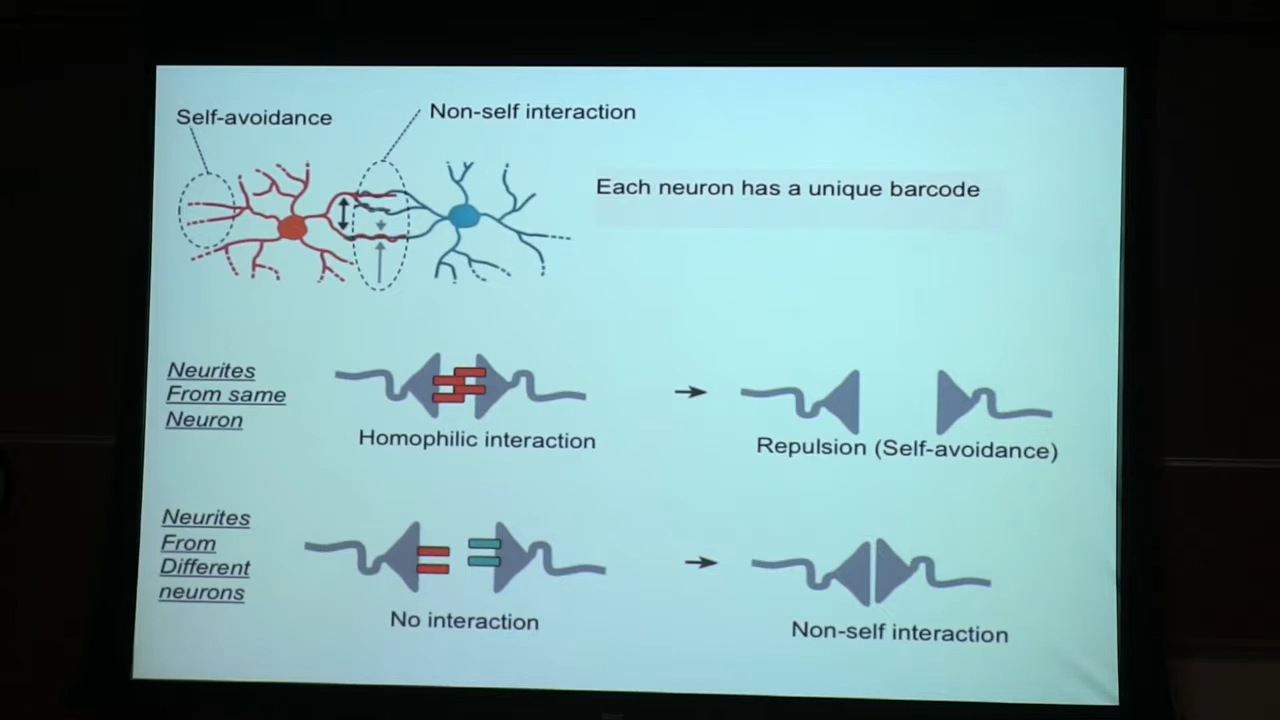 Self-avoidance
Non-self interaction
Each neuron has a unique barcode
Neurites
From same
Neuron
Homophilic interaction
Repulsion (Self-avoidance)
Neurites
From
Different
neurons
No interaction
Non-self interaction